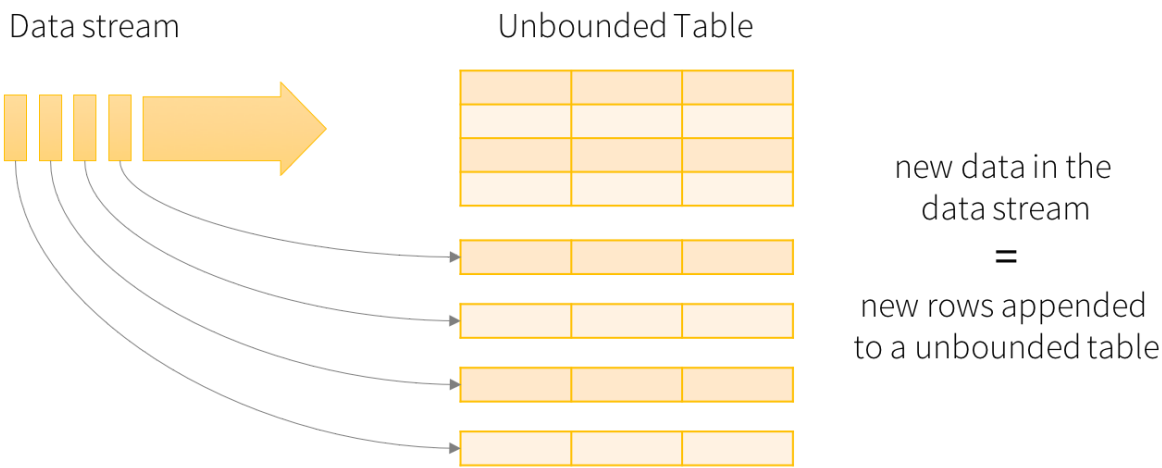 Data stream
Unbounded Table
new data in the
data stream
=
new rows appended
to a unbounded table